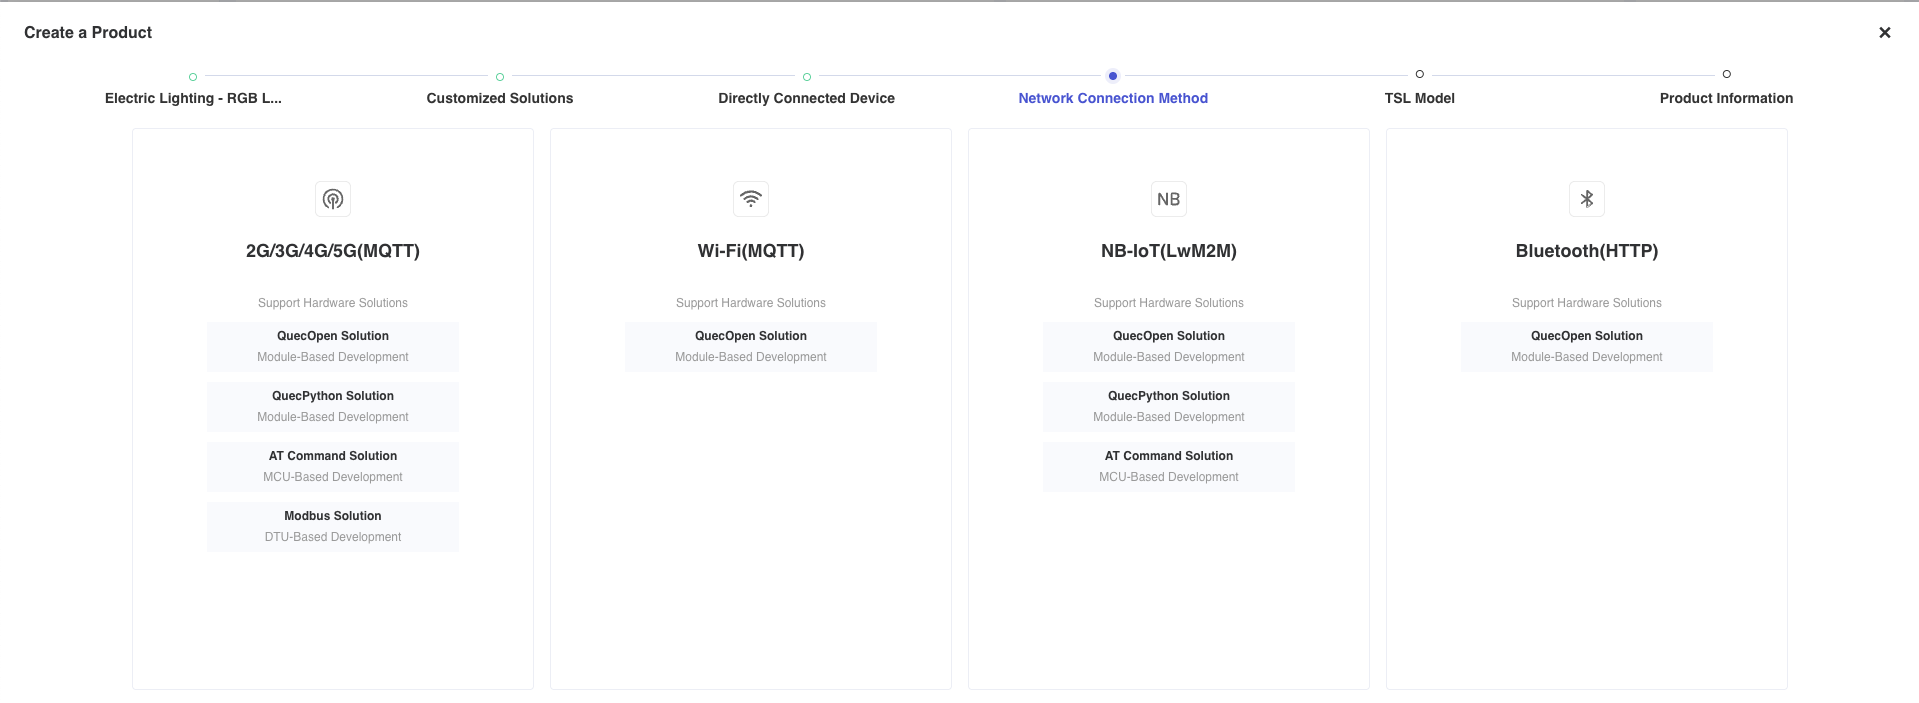 Create a Product
Electric Lighting - RGB L...
Customized Solutions
Directly Connected Device
Network Connection Method
TSL Model
Product Information
2G/3G/4G/5G(MQTT)
Support Hardware Solutions
QuecOpen Solution
Module-Based Development
QuecPython Solution
Module-Based Development
AT Command Solution
MCU-Based Development
Modbus Solution
DTU-Based Development
Wi-Fi(MQTT)
Support Hardware Solutions
QuecOpen Solution
Module-Based Development
NB
NB-IoT(LwM2M)
Support Hardware Solutions
QuecOpen Solution
Module-Based Development
QuecPython Solution
Module-Based Development
AT Command Solution
MCU-Based Development
Bluetooth(HTTP)
Support Hardware Solutions
QuecOpen Solution
Module-Based Development